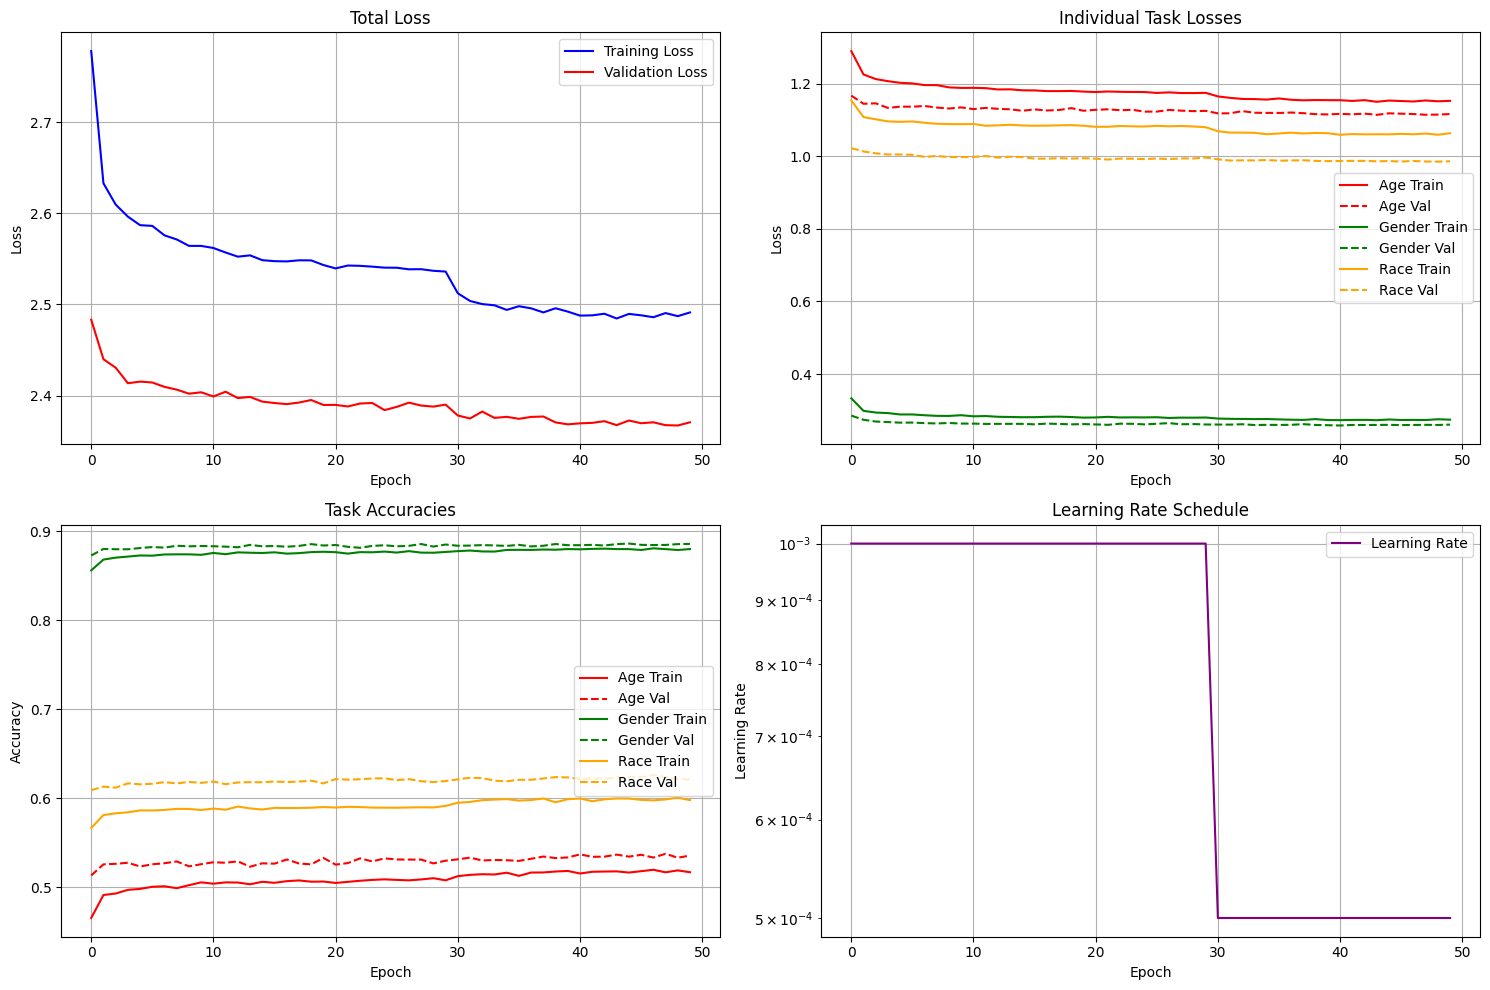 Total Loss
Training Loss
Validation Loss
2.7
2.6
2.5
2.4
Loss
0 10 20 30 40 50
Epoch
Individual Task Losses
1.2
1.0
0.8
0.6
0.4
Loss
Age Train
Age Val
Gender Train
Gender Val
Race Train
Race Val
0 10 20 30 40 50
Epoch
Task Accuracies
0.9
0.8
0.7
0.6
0.5
Accuracy
Age Train
Age Val
Gender Train
Gender Val
Race Train
Race Val
0 10 20 30 40 50
Epoch
Learning Rate Schedule
Learning Rate
10⁻³
9 × 10⁻⁴
8 × 10⁻⁴
7 × 10⁻⁴
6 × 10⁻⁴
5 × 10⁻⁴
Learning Rate
0 10 20 30 40 50
Epoch